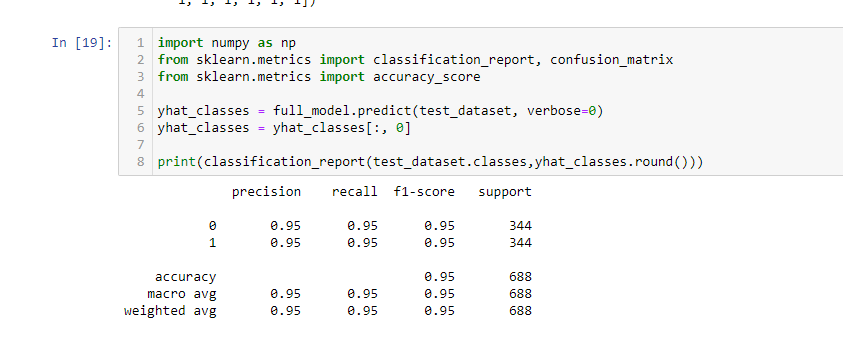 1, 1, 1, 1, 1, 1])
In [19]:
1 import numpy as np
2 from sklearn.metrics import classification_report, confusion_matrix
3 from sklearn.metrics import accuracy_score
4
5 yhat_classes = full_model.predict(test_dataset, verbose=0)
6 yhat_classes = yhat_classes[:, 0]
7
8 print(classification_report(test_dataset.classes,yhat_classes.round()))
precision recall f1-score support
0 0.95 0.95 0.95 344
1 0.95 0.95 0.95 344
accuracy 0.95 688
macro avg 0.95 0.95 0.95 688
weighted avg 0.95 0.95 0.95 688